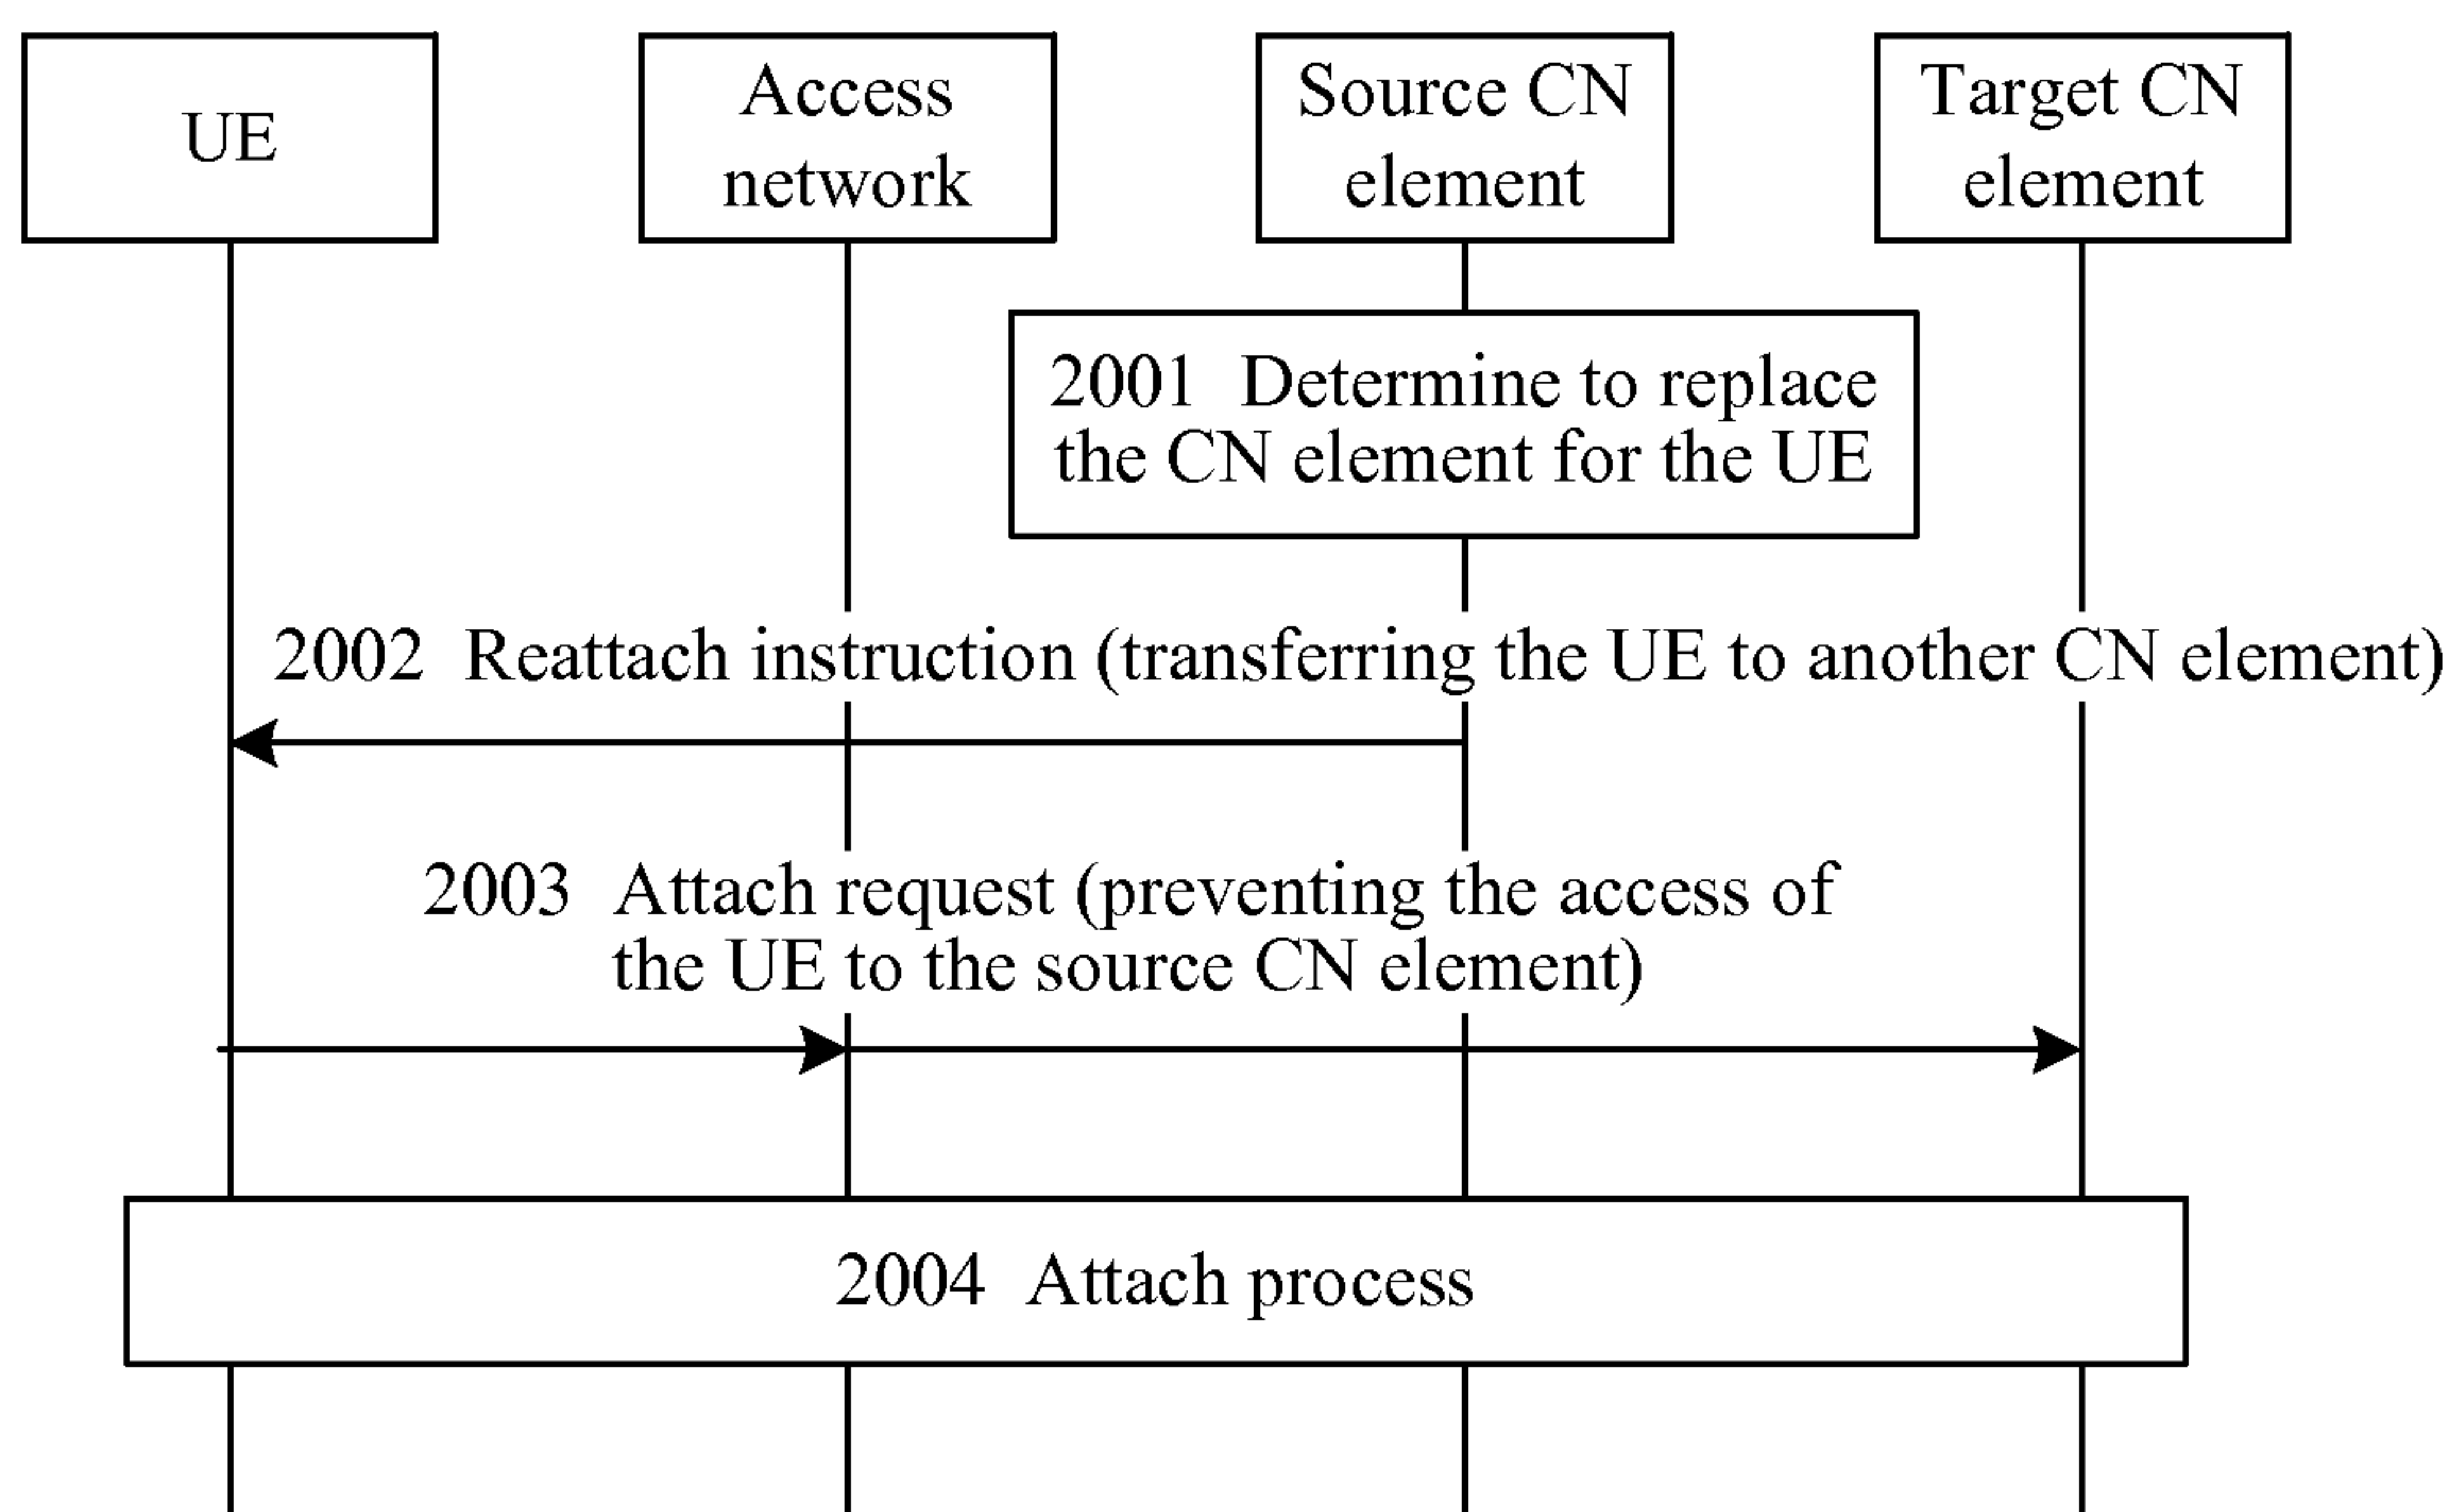 UE
Access
network
Source CN
element
Target CN
element
2001 Determine to replace
the CN element for the UE
2002 Reattach instruction (transferring the UE to another CN element)
2003 Attach request (preventing the access of
the UE to the source CN element)
2004 Attach process